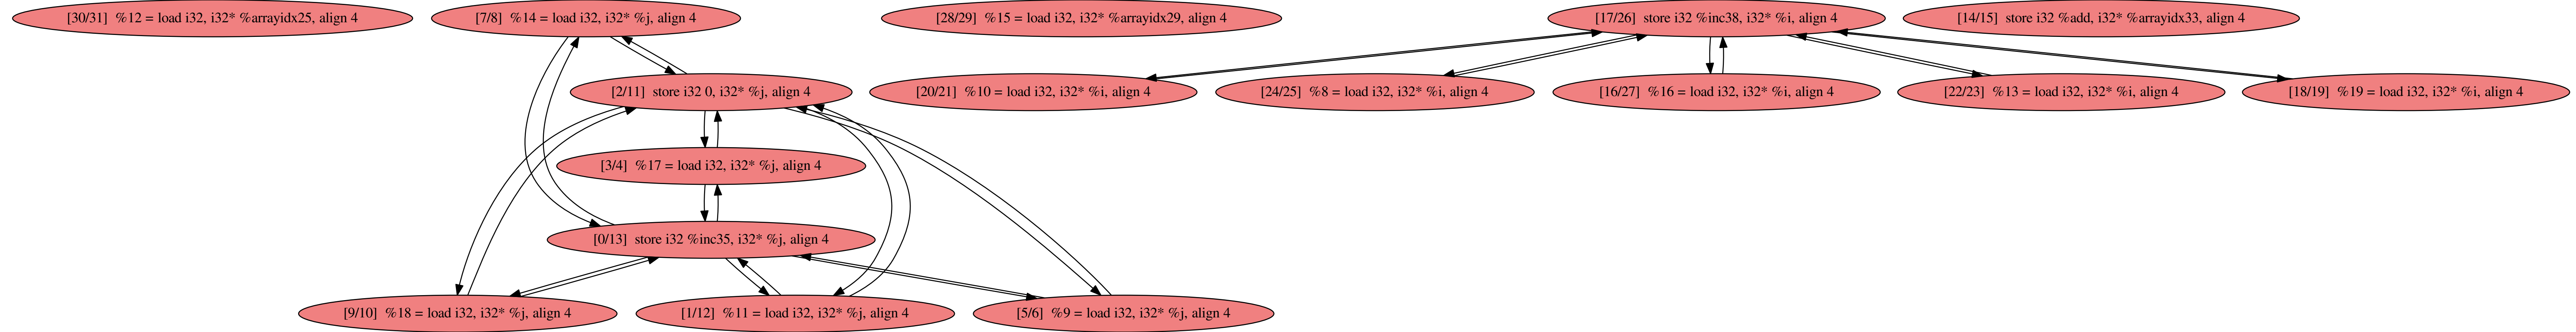 [30/31]  %12 = load i32, i32* %arrayidx25, align 4
[7/8]  %14 = load i32, i32* %j, align 4
[28/29]  %15 = load i32, i32* %arrayidx29, align 4
[17/26]  store i32 %inc38, i32* %i, align 4
[14/15]  store i32 %add, i32* %arrayidx33, align 4
[2/11]  store i32 0, i32* %j, align 4
[20/21]  %10 = load i32, i32* %i, align 4
[24/25]  %8 = load i32, i32* %i, align 4
[16/27]  %16 = load i32, i32* %i, align 4
[22/23]  %13 = load i32, i32* %i, align 4
[18/19]  %19 = load i32, i32* %i, align 4
[3/4]  %17 = load i32, i32* %j, align 4
[0/13]  store i32 %inc35, i32* %j, align 4
[9/10]  %18 = load i32, i32* %j, align 4
[1/12]  %11 = load i32, i32* %j, align 4
[5/6]  %9 = load i32, i32* %j, align 4